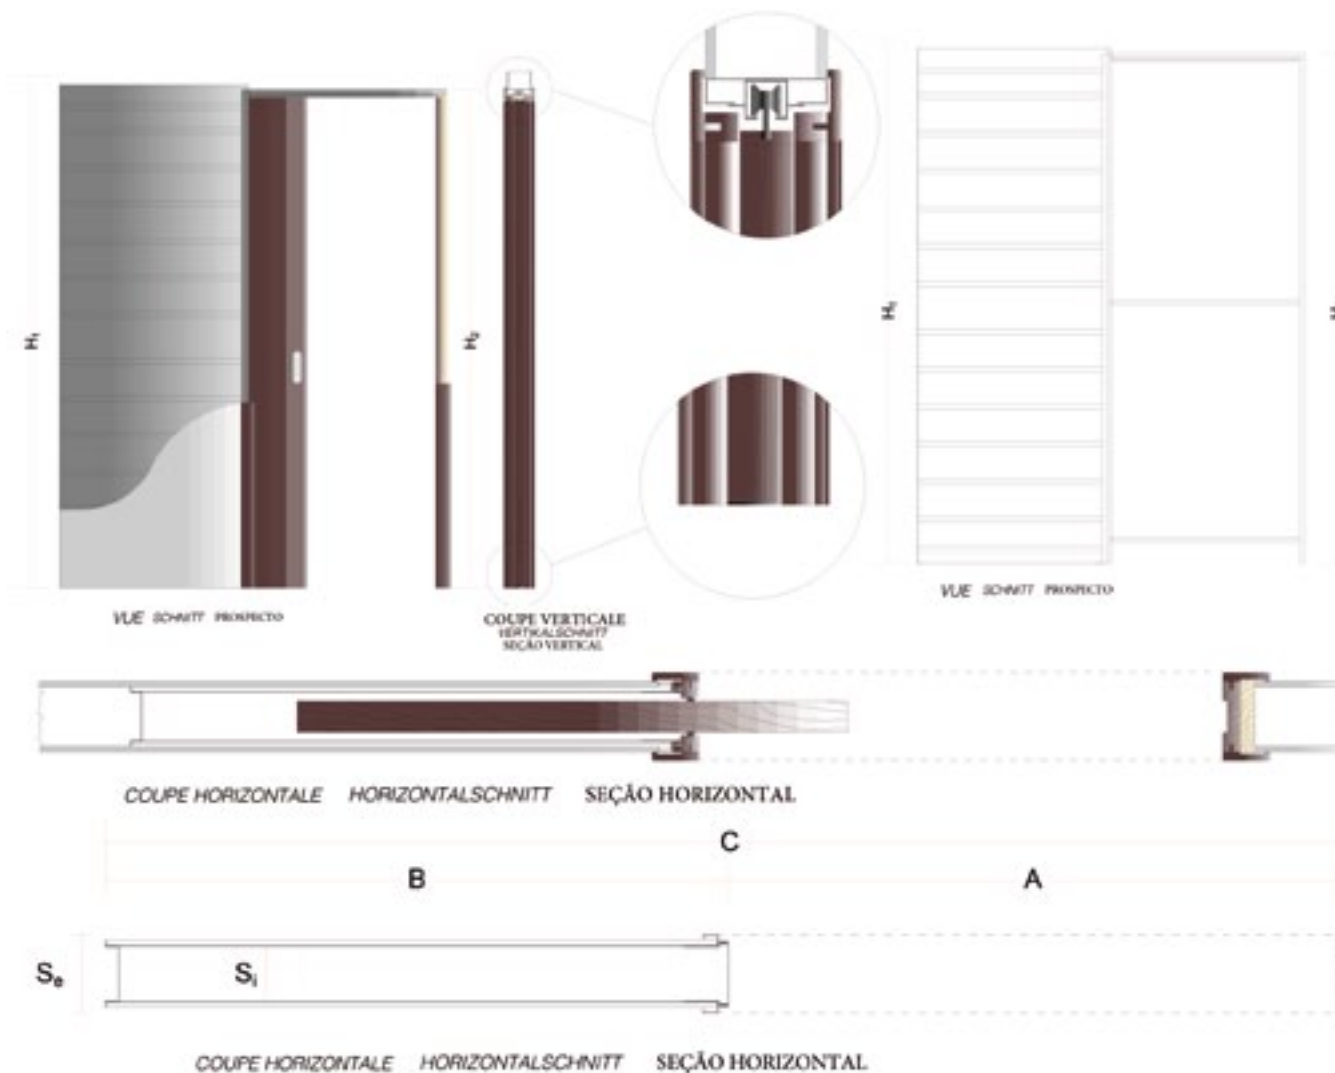 H₁
H₂
H₁
VUE SCHNITT PROSPECTO
COUPE VERTICALE
VERTIKALSCHNITT
SEÇÃO VERTICAL
VUE SCHNITT PROSPECTO
COUPE HORIZONTALE HORIZONTALSCHNITT SEÇÃO HORIZONTAL
C
B A
Sₑ Sᵢ
COUPE HORIZONTALE HORIZONTALSCHNITT SEÇÃO HORIZONTAL